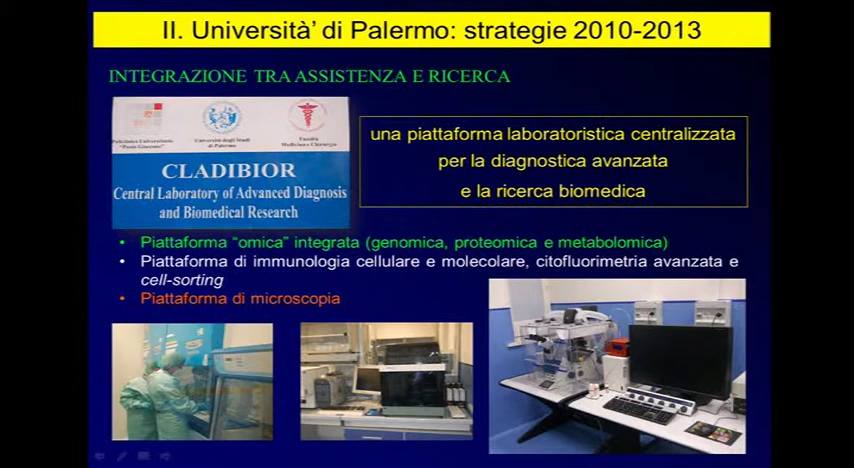 II. Università' di Palermo: strategie 2010-2013
INTEGRAZIONE TRA ASSISTENZA E RICERCA
Policlinico Universitario
"Paolo Giaccone"
Università degli Studi
di Palermo
Facoltà
Medicina e Chirurgia
CLADIBIOR
Central Laboratory of Advanced Diagnosis
and Biomedical Research
una piattaforma laboratoristica centralizzata
per la diagnostica avanzata
e la ricerca biomedica
• Piattaforma "omica" integrata (genomica, proteomica e metabolomica)
• Piattaforma di immunologia cellulare e molecolare, citofluorimetria avanzata e
cell-sorting
• Piattaforma di microscopia